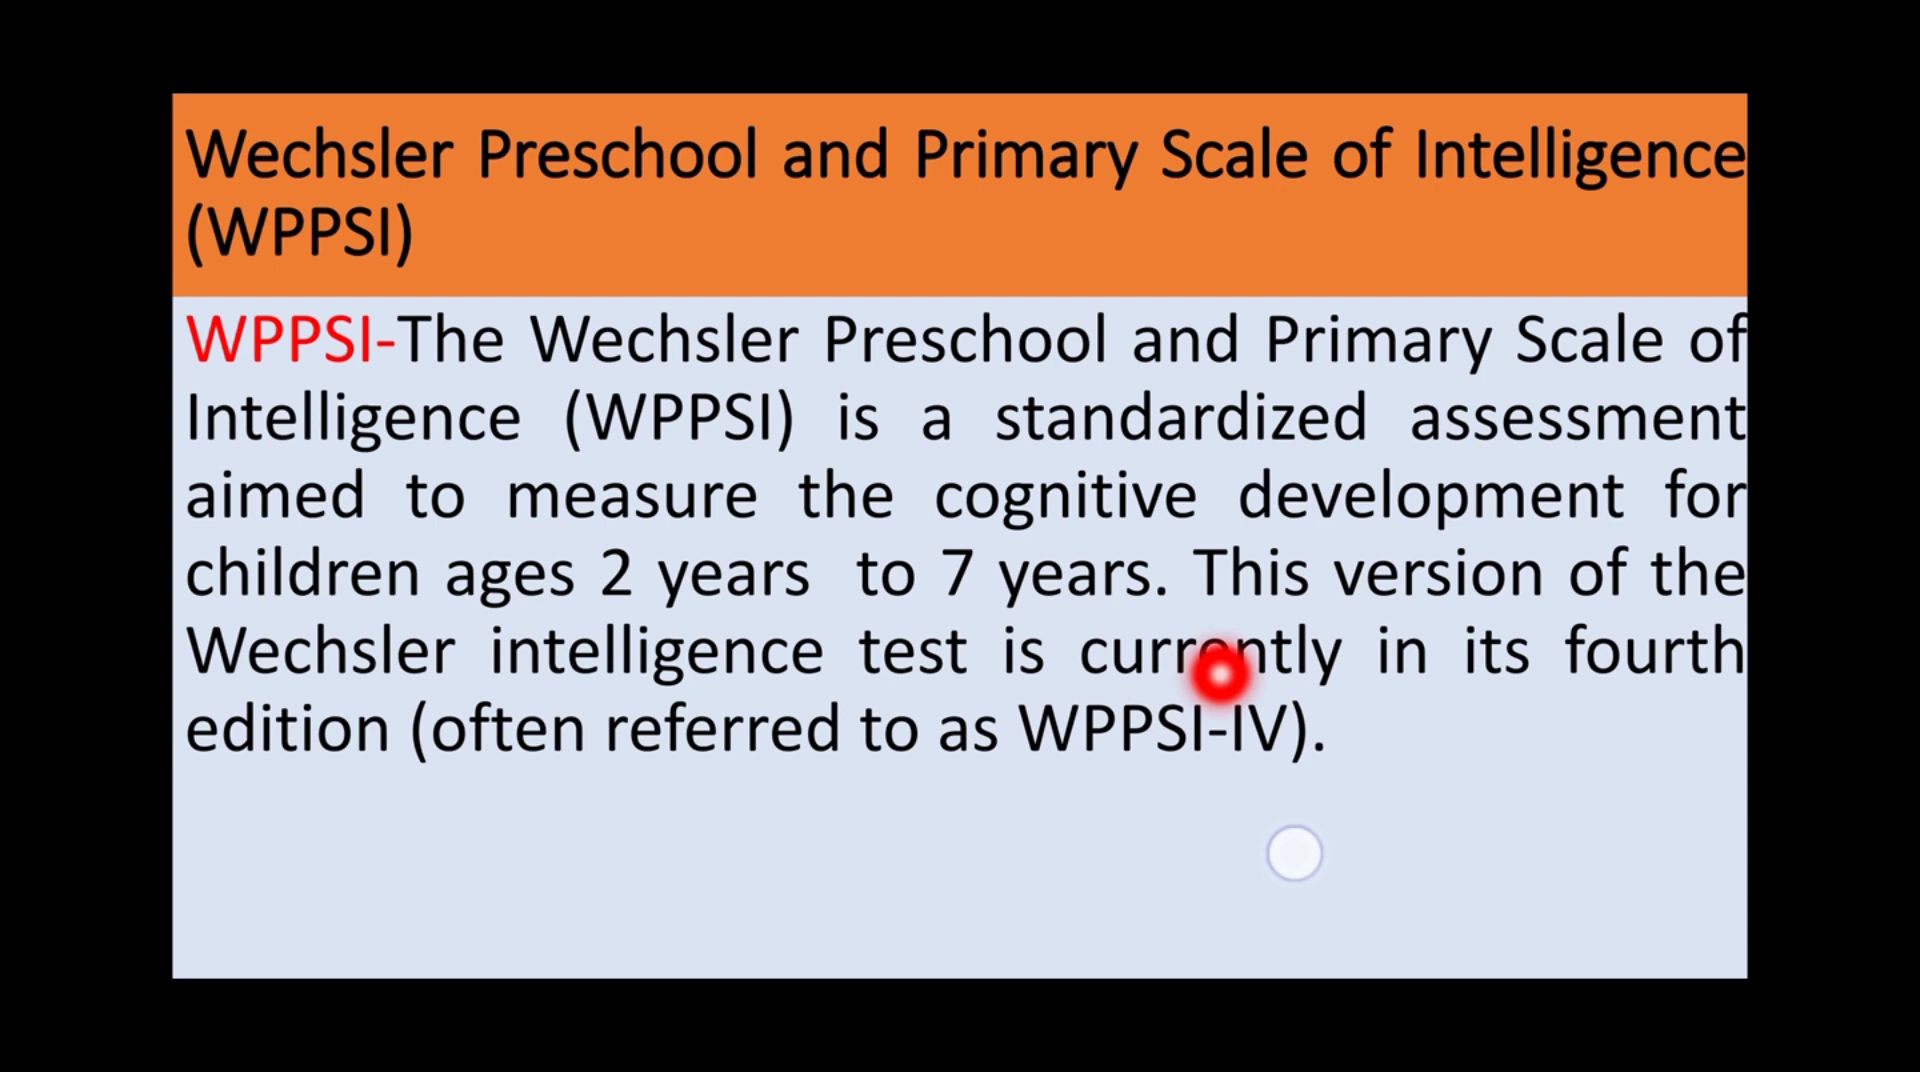 Wechsler Preschool and Primary Scale of Intelligence
(WPPSI)
WPPSI-The Wechsler Preschool and Primary Scale of
Intelligence (WPPSI) is a standardized assessment
aimed to measure the cognitive development for
children ages 2 years to 7 years. This version of the
Wechsler intelligence test is currently in its fourth
edition (often referred to as WPPSI-IV).